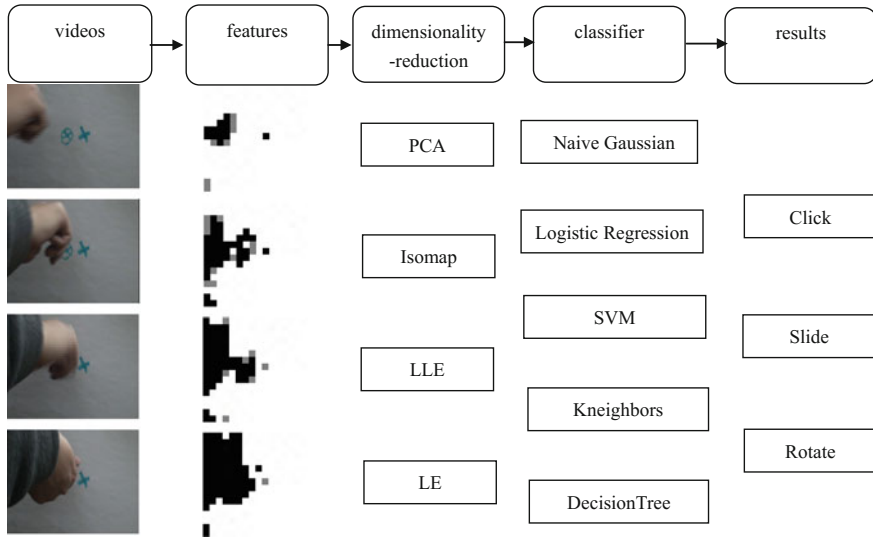 videos
features
dimensionality
-reduction
classifier
results
PCA
Naive Gaussian
Click
Logistic Regression
Isomap
SVM
Slide
LLE
Kneighbors
Rotate
LE
DecisionTree